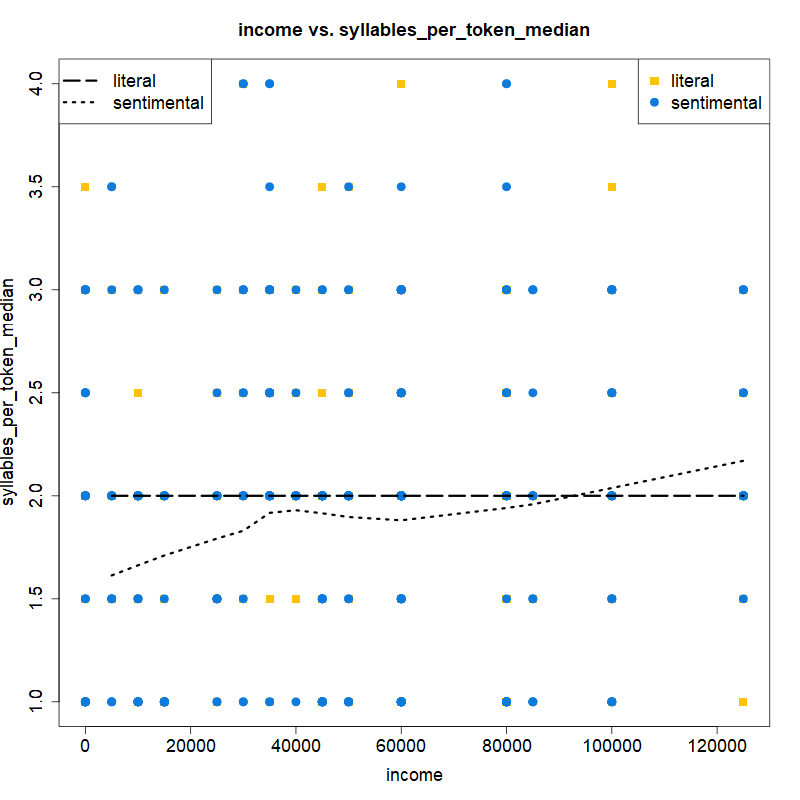 income vs. syllables_per_token_median
literal
sentimental
literal
sentimental
syllables_per_token_median
4.0
3.5
3.0
2.5
2.0
1.5
1.0
0 20000 40000 60000 80000 100000 120000
income